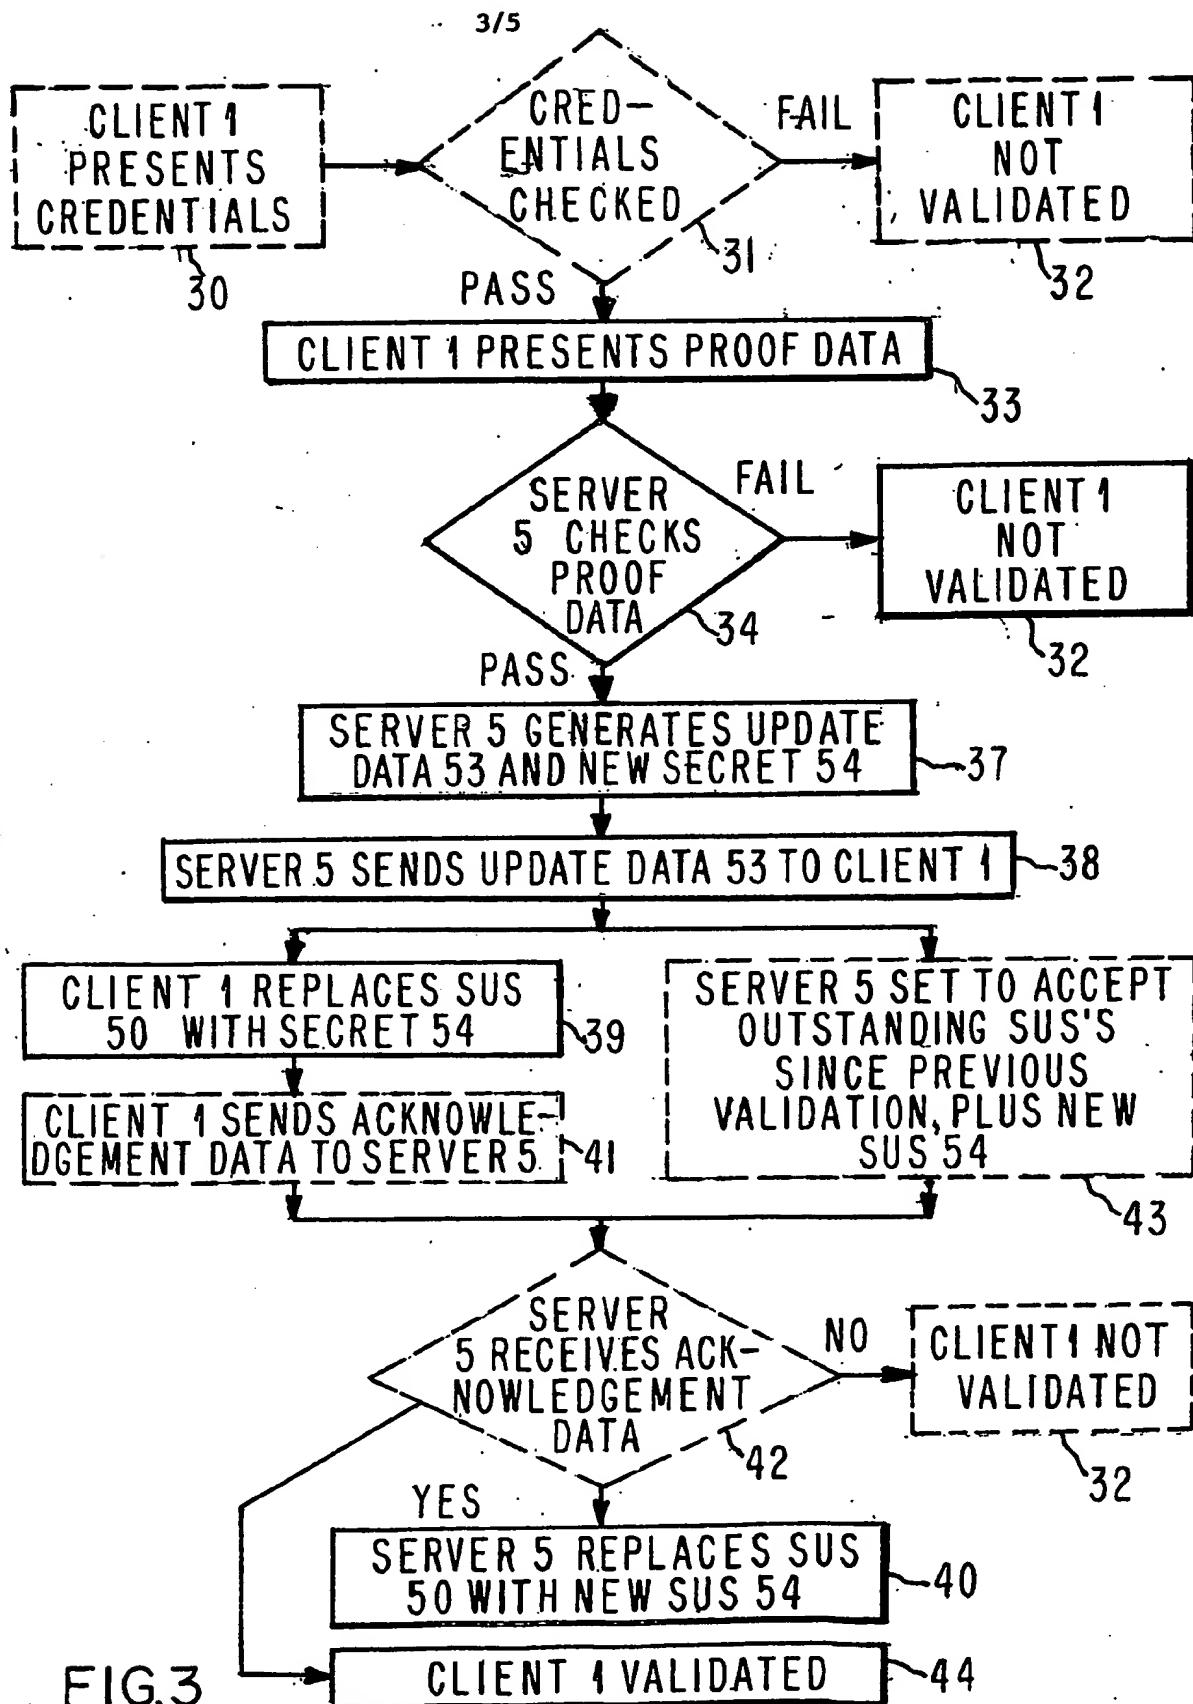 3/5
CLIENT 1
PRESENTS
CREDENTIALS
30
CRED-
ENTIALS
CHECKED
31
FAIL
CLIENT 1
NOT
VALIDATED
32
PASS
CLIENT 1 PRESENTS PROOF DATA
33
SERVER
5 CHECKS
PROOF
DATA
34
FAIL
CLIENT 1
NOT
VALIDATED
32
PASS
SERVER 5 GENERATES UPDATE
DATA 53 AND NEW SECRET 54
37
SERVER 5 SENDS UPDATE DATA 53 TO CLIENT 1
38
CLIENT 1 REPLACES SUS
50 WITH SECRET 54
39
CLIENT 1 SENDS ACKNOWLE-
DGEMENT DATA TO SERVER 5
41
SERVER 5 SET TO ACCEPT
OUTSTANDING SUS'S
SINCE PREVIOUS
VALIDATION, PLUS NEW
SUS 54
43
SERVER
5 RECEIVES ACK-
NOWLEDGEMENT
DATA
42
NO
CLIENT 1 NOT
VALIDATED
32
YES
SERVER 5 REPLACES SUS
50 WITH NEW SUS 54
40
CLIENT 1 VALIDATED
44
FIG.3